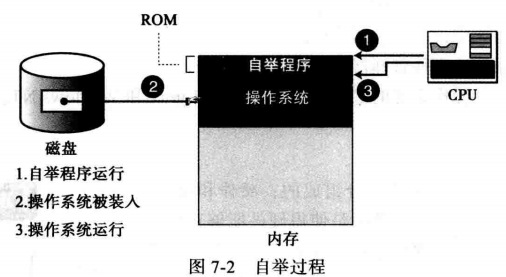 ROM
1
自举程序
2
操作系统
3
CPU
磁盘
1.自举程序运行
2.操作系统被装入
3.操作系统运行
内存
图 7-2 自举过程